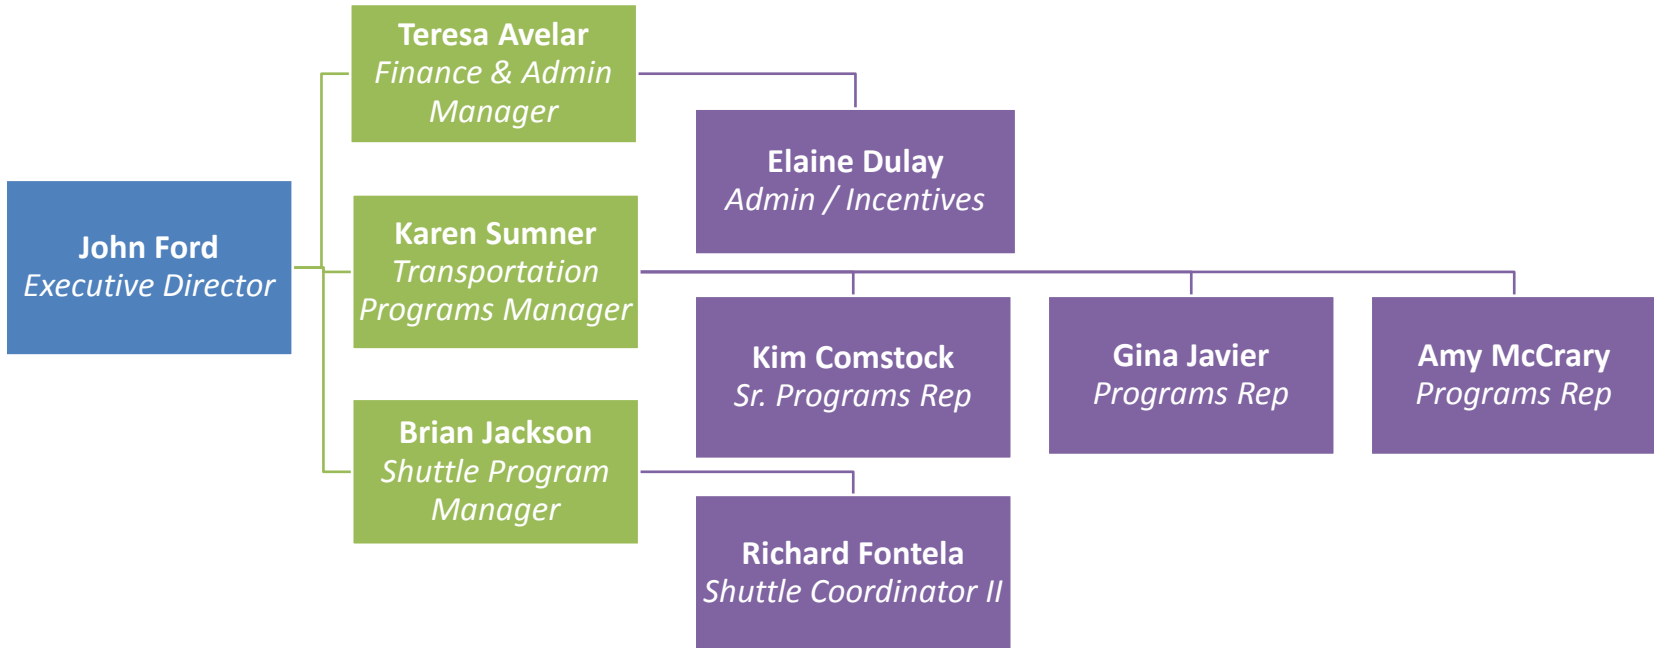 Teresa Avelar
Finance & Admin
Manager
Elaine Dulay
Admin / Incentives
John Ford
Executive Director
Karen Sumner
Transportation
Programs Manager
Kim Comstock
Sr. Programs Rep
Gina Javier
Programs Rep
Amy McCrary
Programs Rep
Brian Jackson
Shuttle Program
Manager
Richard Fontela
Shuttle Coordinator II